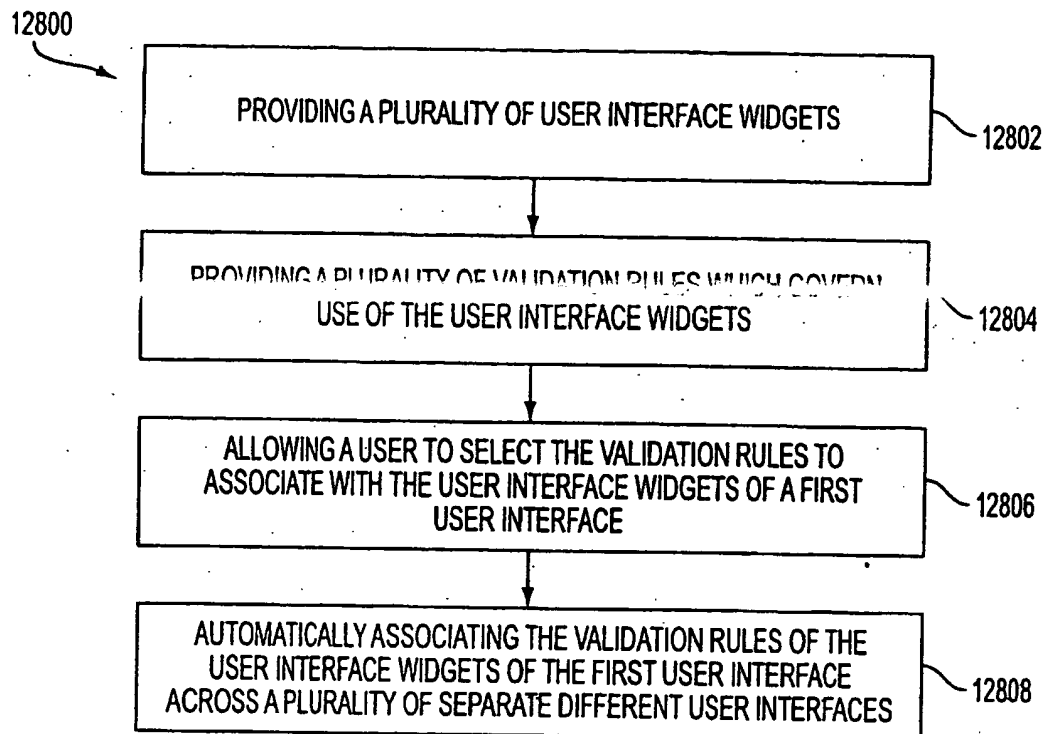 12800
PROVIDING A PLURALITY OF USER INTERFACE WIDGETS
12802
PROVIDING A PLURALITY OF VALIDATION RULES WHICH GOVERN
USE OF THE USER INTERFACE WIDGETS
12804
ALLOWING A USER TO SELECT THE VALIDATION RULES TO
ASSOCIATE WITH THE USER INTERFACE WIDGETS OF A FIRST
USER INTERFACE
12806
AUTOMATICALLY ASSOCIATING THE VALIDATION RULES OF THE
USER INTERFACE WIDGETS OF THE FIRST USER INTERFACE
ACROSS A PLURALITY OF SEPARATE DIFFERENT USER INTERFACES
12808